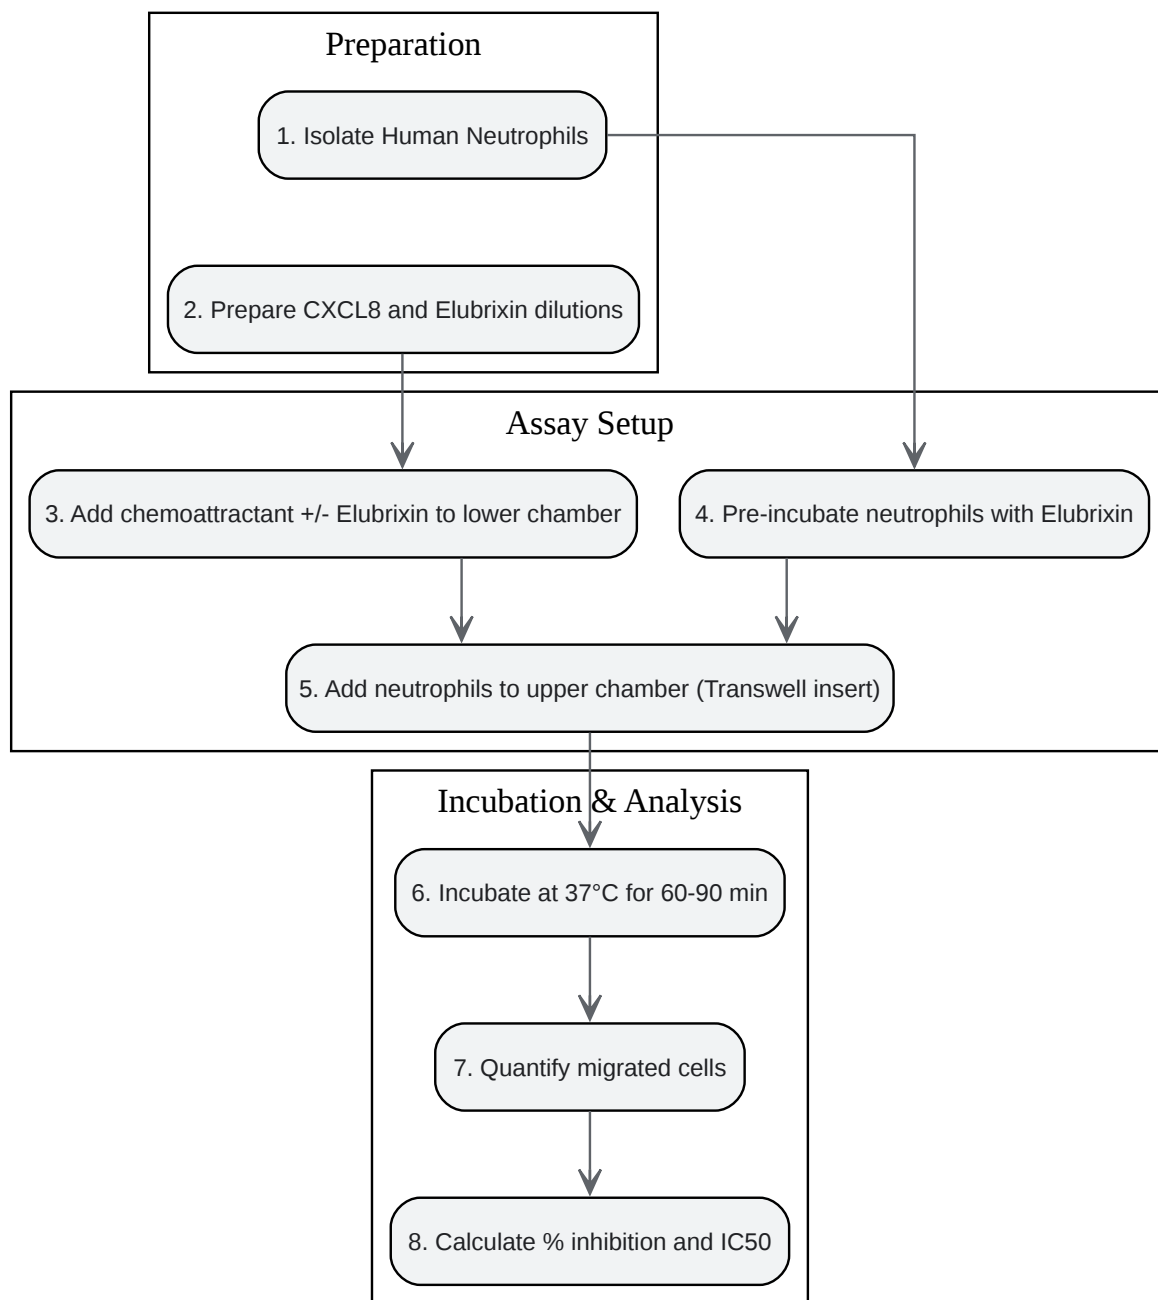 Preparation
1. Isolate Human Neutrophils
2. Prepare CXCL8 and Elubrixin dilutions
Assay Setup
3. Add chemoattractant +/- Elubrixin to lower chamber
4. Pre-incubate neutrophils with Elubrixin
5. Add neutrophils to upper chamber (Transwell insert)
Incubation & Analysis
6. Incubate at 37°C for 60-90 min
7. Quantify migrated cells
8. Calculate % inhibition and IC50